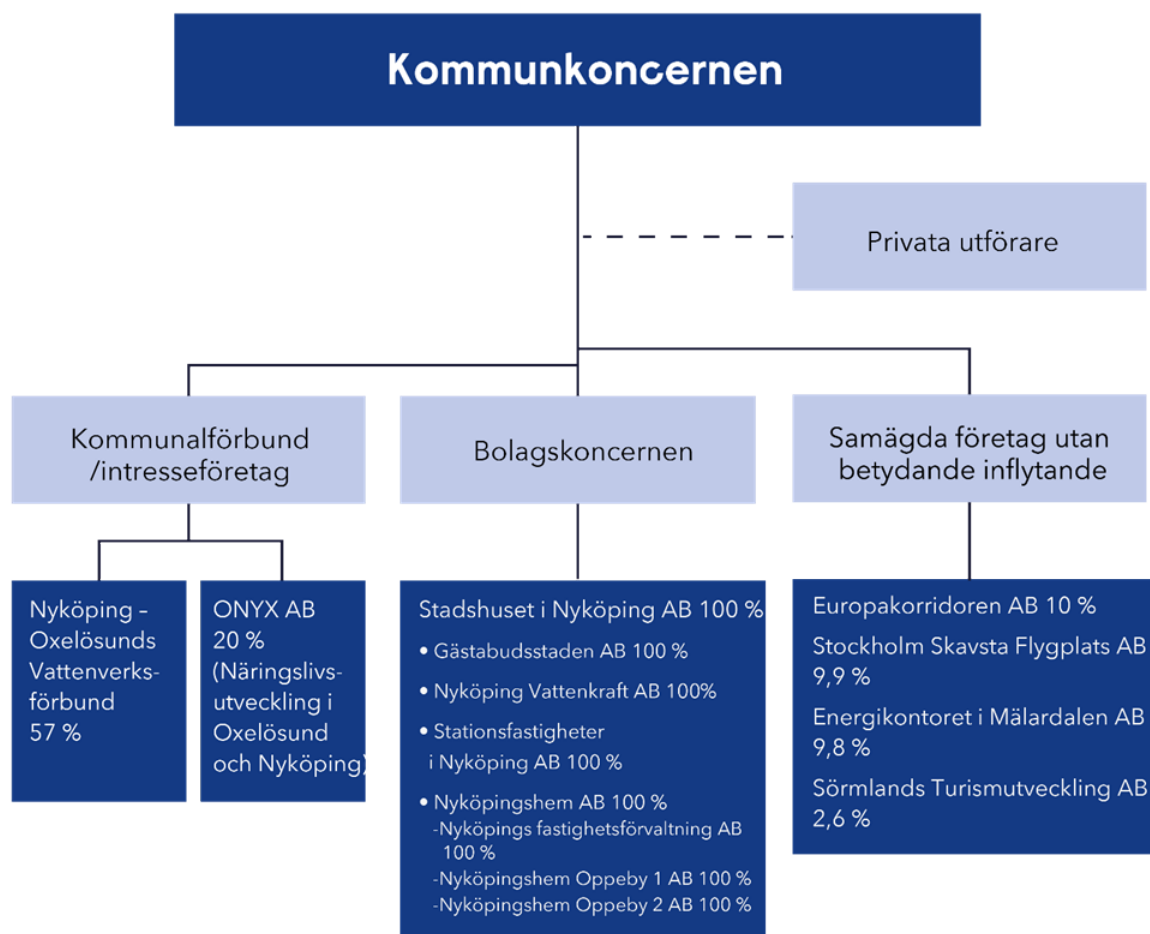 Kommunkoncernen
Privata utförare
Kommunalförbund
/intresseföretag
Bolagskoncernen
Samägda företag utan
betydande inflytande
Nyköping –
Oxelösunds
Vattenverks-
förbund
57 %
ONYX AB
20 %
(Näringslivs-
utveckling i
Oxelösund
och Nyköping)
Stadshuset i Nyköping AB 100 %
• Gästabudsstaden AB 100 %
• Nyköping Vattenkraft AB 100%
• Stationsfastigheter
i Nyköping AB 100 %
• Nyköpingshem AB 100 %
-Nyköpings fastighetsförvaltning AB
100 %
-Nyköpingshem Oppeby 1 AB 100 %
-Nyköpingshem Oppeby 2 AB 100 %
Europakorridoren AB 10 %
Stockholm Skavsta Flygplats AB
9,9 %
Energikontoret i Mälardalen AB
9,8 %
Sörmlands Turismutveckling AB
2,6 %